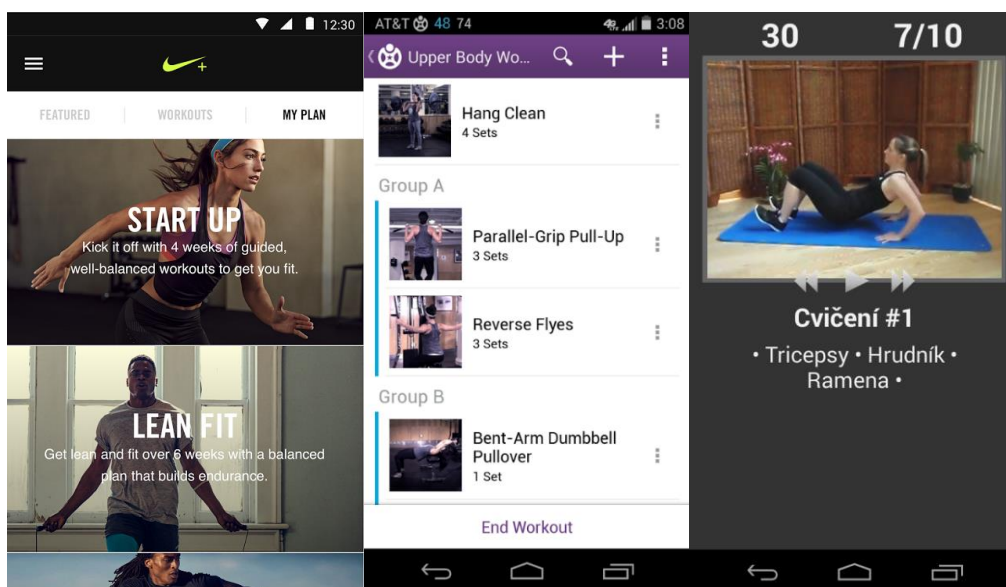 12:30
+
FEATURED
WORKOUTS
MY PLAN
START UP
Kick it off with 4 weeks of guided,
well-balanced workouts to get you fit.
LEAN FIT
Get lean and fit over 6 weeks with a balanced
plan that builds endurance.
AT&T 48 74 4G 3:08
Upper Body Wo...
Hang Clean
4 Sets
Group A
Parallel-Grip Pull-Up
3 Sets
Reverse Flyes
3 Sets
Group B
Bent-Arm Dumbbell
Pullover
1 Set
End Workout
30 7/10
Cvičení #1
• Tricepsy • Hrudník •
Ramena •